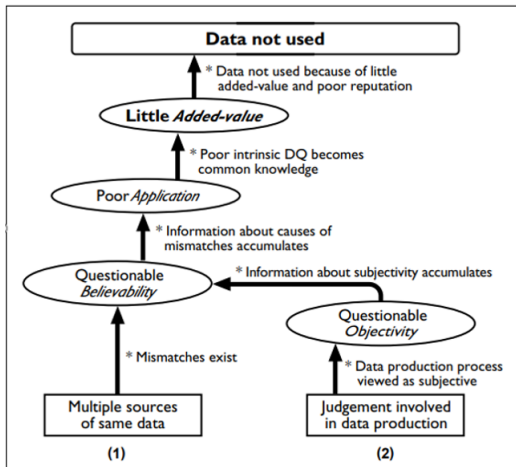 Data not used
* Data not used because of little
added-value and poor reputation
Little Added-value
* Poor intrinsic DQ becomes
common knowledge
Poor Application
* Information about causes of
mismatches accumulates
Questionable
Believability
* Information about subjectivity accumulates
Questionable
Objectivity
* Mismatches exist
* Data production process
viewed as subjective
Multiple sources
of same data
Judgement involved
in data production
(1)
(2)